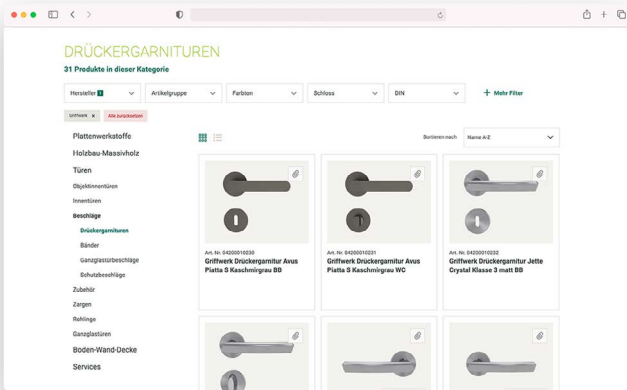 DRÜCKERGARNITUREN
31 Produkte in dieser Kategorie
Hersteller 1
Artikelgruppe
Farbton
Schloss
DIN
+ Mehr Filter
Griffwerk x
Alle zurücksetzen
Plattenwerkstoffe
Holzbau-Massivholz
Türen
Objektinnentüren
Innentüren
Beschläge
Drückergarnituren
Bänder
Ganzglastürbeschläge
Schutzbeschläge
Zubehör
Zargen
Rohlinge
Ganzglastüren
Boden-Wand-Decke
Services
Sortieren nach
Name A-Z
Art. Nr. 04200010230
Griffwerk Drückergarnitur Avus
Piatta S Kaschmirgrau BB
Art. Nr. 04200010231
Griffwerk Drückergarnitur Avus
Piatta S Kaschmirgrau WC
Art. Nr. 04200010232
Griffwerk Drückergarnitur Jette
Crystal Klasse 3 matt BB